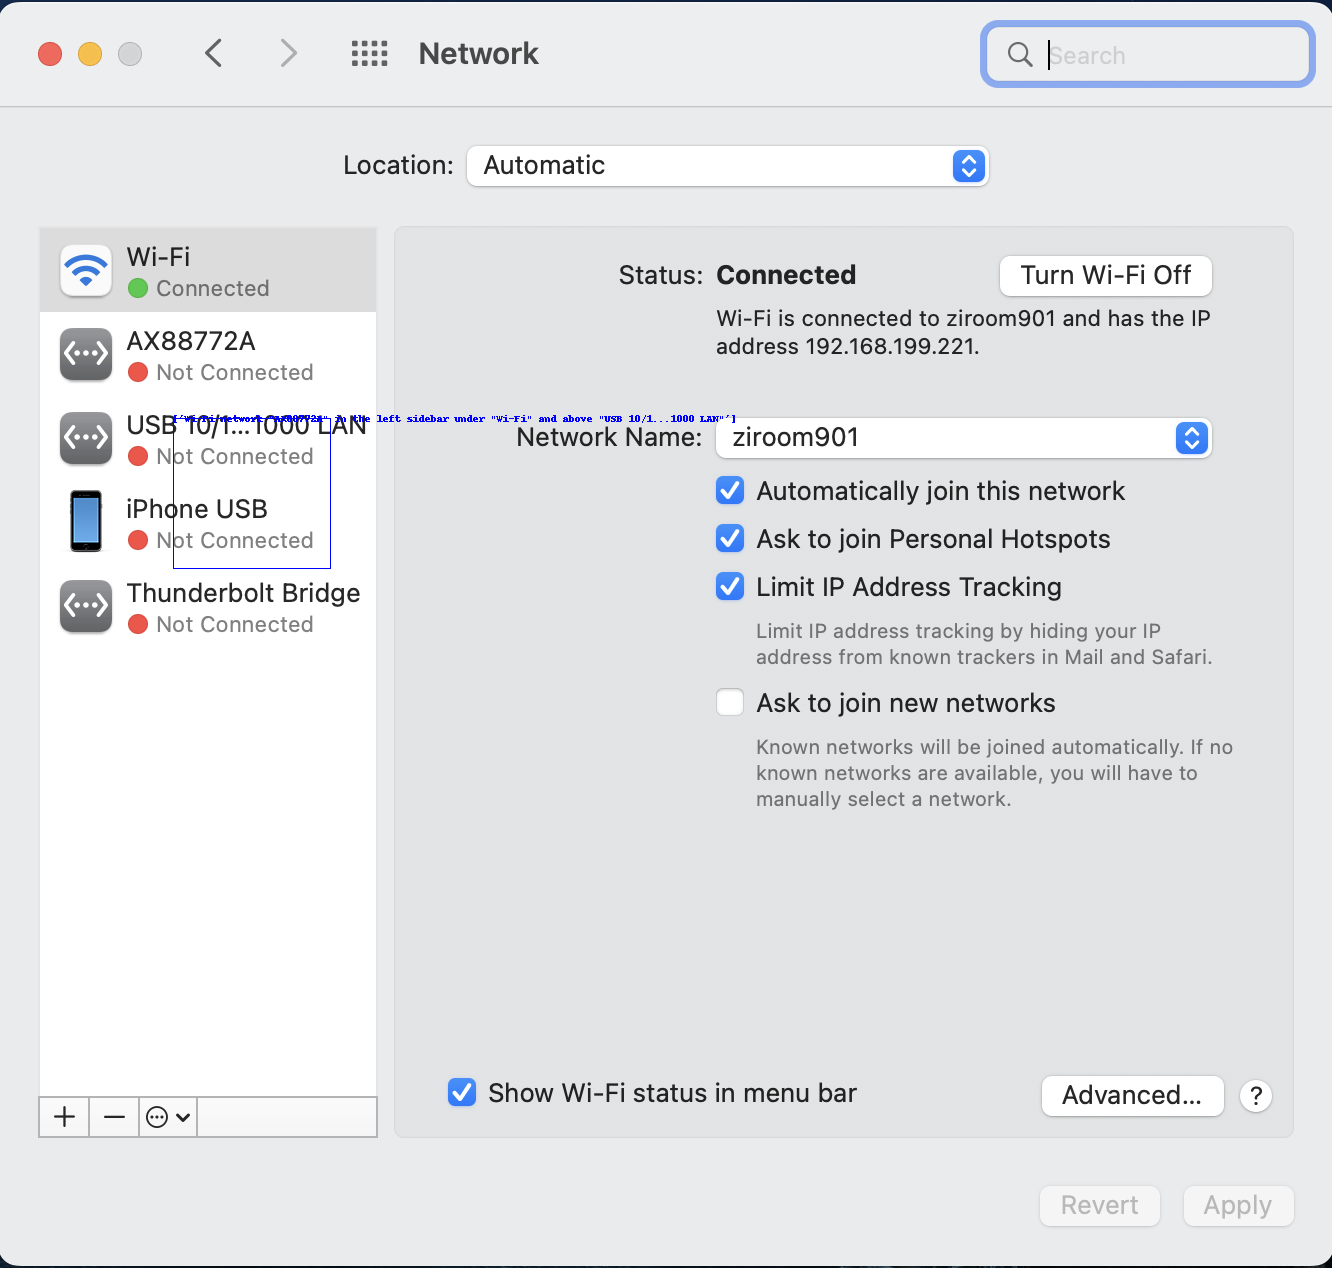 Network
Search
Location: Automatic
Wi-Fi
Connected
AX88772A
Not Connected
USB 10/1...1000 LAN
Not Connected
iPhone USB
Not Connected
Thunderbolt Bridge
Not Connected
['Wi-Fi network "AX88772A" in the left sidebar under "Wi-Fi" and above "USB 10/1...1000 LAN"']
Status: Connected
Turn Wi-Fi Off
Wi-Fi is connected to ziroom901 and has the IP
address 192.168.199.221.
Network Name: ziroom901
Automatically join this network
Ask to join Personal Hotspots
Limit IP Address Tracking
Limit IP address tracking by hiding your IP
address from known trackers in Mail and Safari.
Ask to join new networks
Known networks will be joined automatically. If no
known networks are available, you will have to
manually select a network.
Show Wi-Fi status in menu bar
Advanced...
?
Revert
Apply